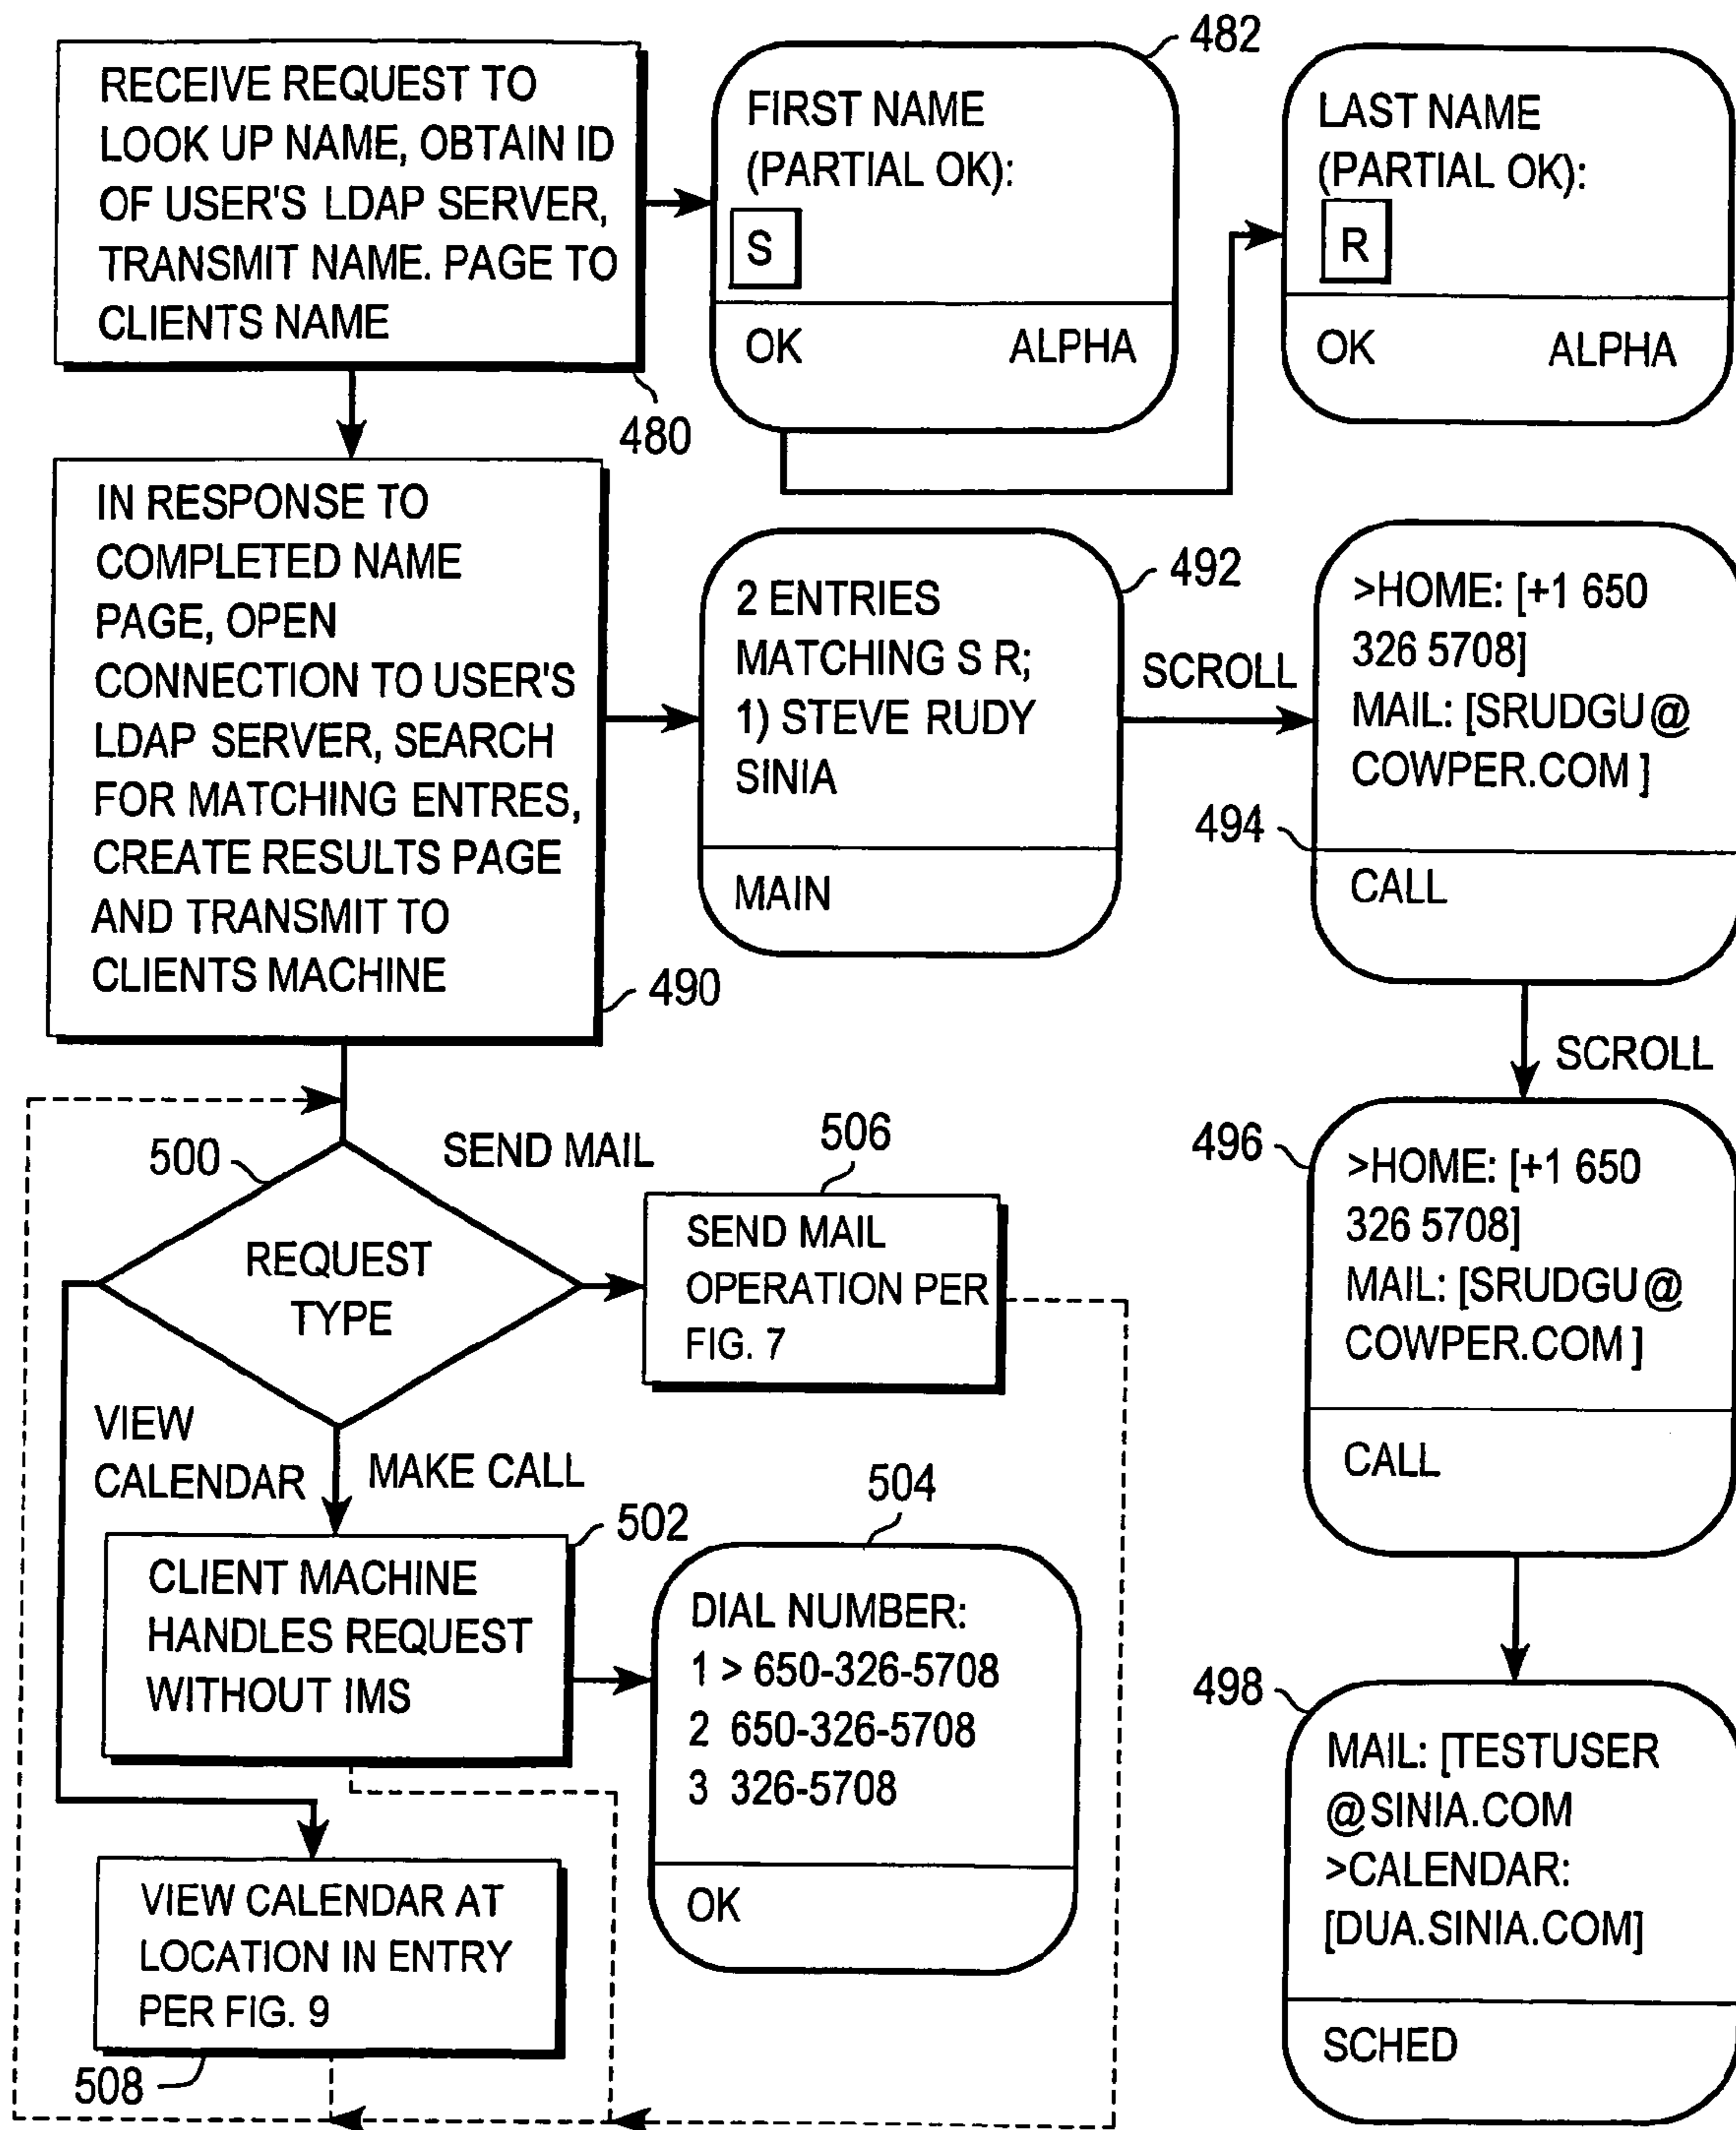 RECEIVE REQUEST TO
LOOK UP NAME, OBTAIN ID
OF USER'S LDAP SERVER,
TRANSMIT NAME. PAGE TO
CLIENTS NAME
480
482
FIRST NAME
(PARTIAL OK):
S
OK ALPHA
LAST NAME
(PARTIAL OK):
R
OK ALPHA
IN RESPONSE TO
COMPLETED NAME
PAGE, OPEN
CONNECTION TO USER'S
LDAP SERVER, SEARCH
FOR MATCHING ENTRES,
CREATE RESULTS PAGE
AND TRANSMIT TO
CLIENTS MACHINE
490
492
2 ENTRIES
MATCHING S R;
1) STEVE RUDY
SINIA
MAIN
SCROLL
494
>HOME: [+1 650
326 5708]
MAIL: [SRUDGU@
COWPER.COM ]
CALL
SCROLL
496
>HOME: [+1 650
326 5708]
MAIL: [SRUDGU@
COWPER.COM ]
CALL
498
MAIL: [TESTUSER
@SINIA.COM
>CALENDAR:
[DUA.SINIA.COM]
SCHED
500
REQUEST
TYPE
SEND MAIL
506
SEND MAIL
OPERATION PER
FIG. 7
VIEW
CALENDAR
MAKE CALL
502
CLIENT MACHINE
HANDLES REQUEST
WITHOUT IMS
504
DIAL NUMBER:
1 > 650-326-5708
2 650-326-5708
3 326-5708
OK
VIEW CALENDAR AT
LOCATION IN ENTRY
PER FIG. 9
508